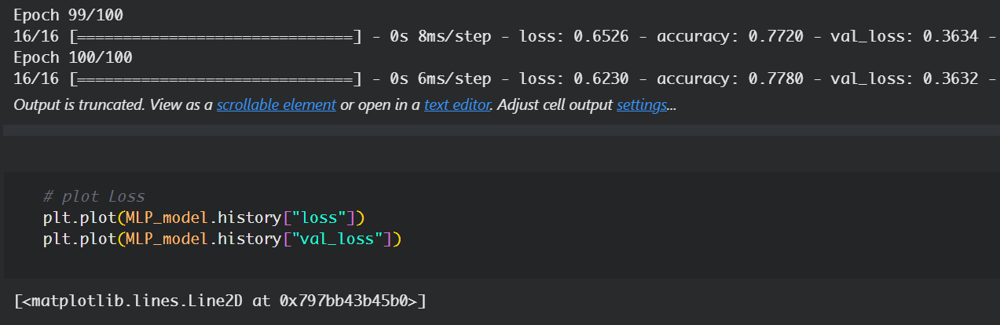 Epoch 99/100
16/16 [==============================] - 0s 8ms/step - loss: 0.6526 - accuracy: 0.7720 - val_loss: 0.3634 -
Epoch 100/100
16/16 [==============================] - 0s 6ms/step - loss: 0.6230 - accuracy: 0.7780 - val_loss: 0.3632 -
Output is truncated. View as a scrollable element or open in a text editor. Adjust cell output settings...
# plot Loss
plt.plot(MLP_model.history["loss"])
plt.plot(MLP_model.history["val_loss"])
[<matplotlib.lines.Line2D at 0x797bb43b45b0>]